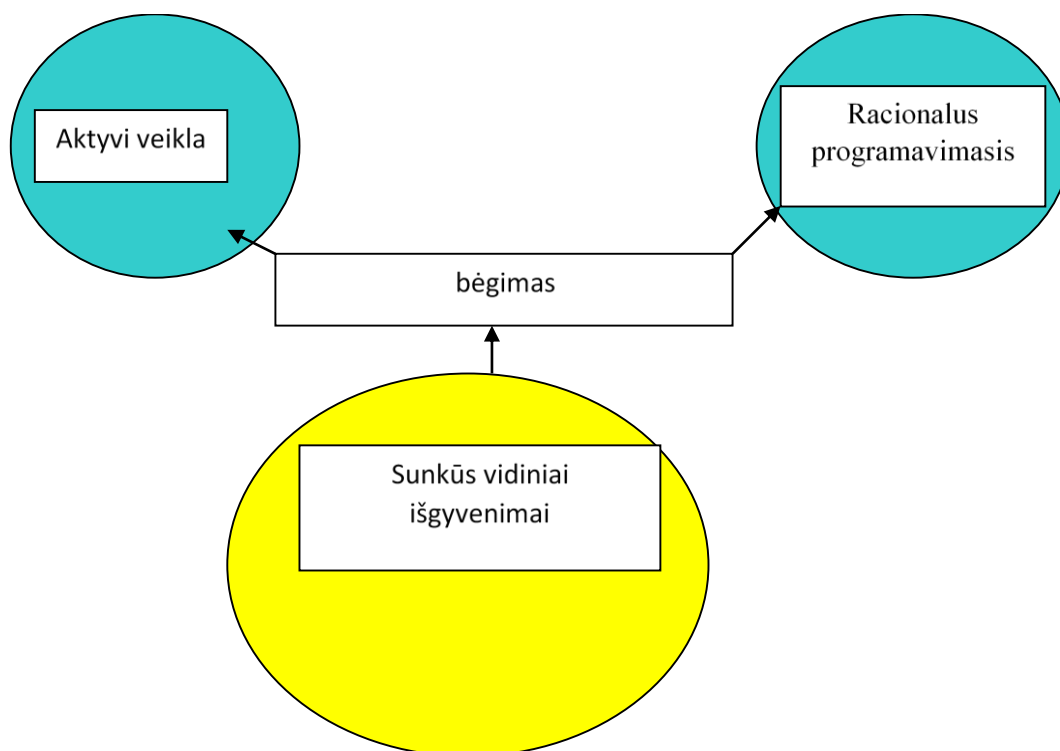 Aktyvi veikla
Racionalus
programavimasis
bėgimas
Sunkūs vidiniai
išgyvenimai